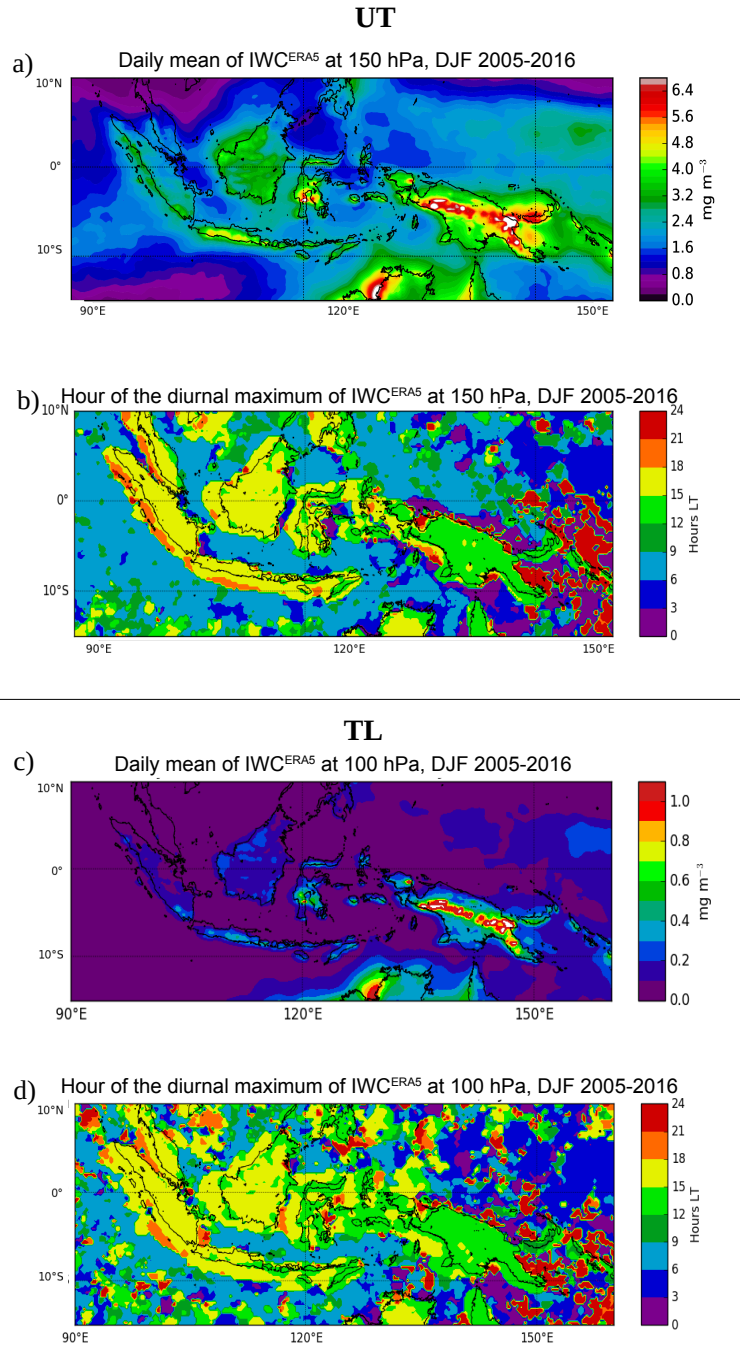 UT
a)
Daily mean of IWC^ERA5 at 150 hPa, DJF 2005-2016
10°N
0°
10°S
90°E
120°E
150°E
6.4
5.6
4.8
4.0
3.2
2.4
1.6
0.8
0.0
mg m⁻³
b)
Hour of the diurnal maximum of IWC^ERA5 at 150 hPa, DJF 2005-2016
10°N
0°
10°S
90°E
120°E
150°E
24
21
18
15
12
9
6
3
0
Hours LT
TL
c)
Daily mean of IWC^ERA5 at 100 hPa, DJF 2005-2016
10°N
0°
10°S
90°E
120°E
150°E
1.0
0.8
0.6
0.4
0.2
0.0
mg m⁻³
d)
Hour of the diurnal maximum of IWC^ERA5 at 100 hPa, DJF 2005-2016
10°N
0°
10°S
90°E
120°E
150°E
24
21
18
15
12
9
6
3
0
Hours LT